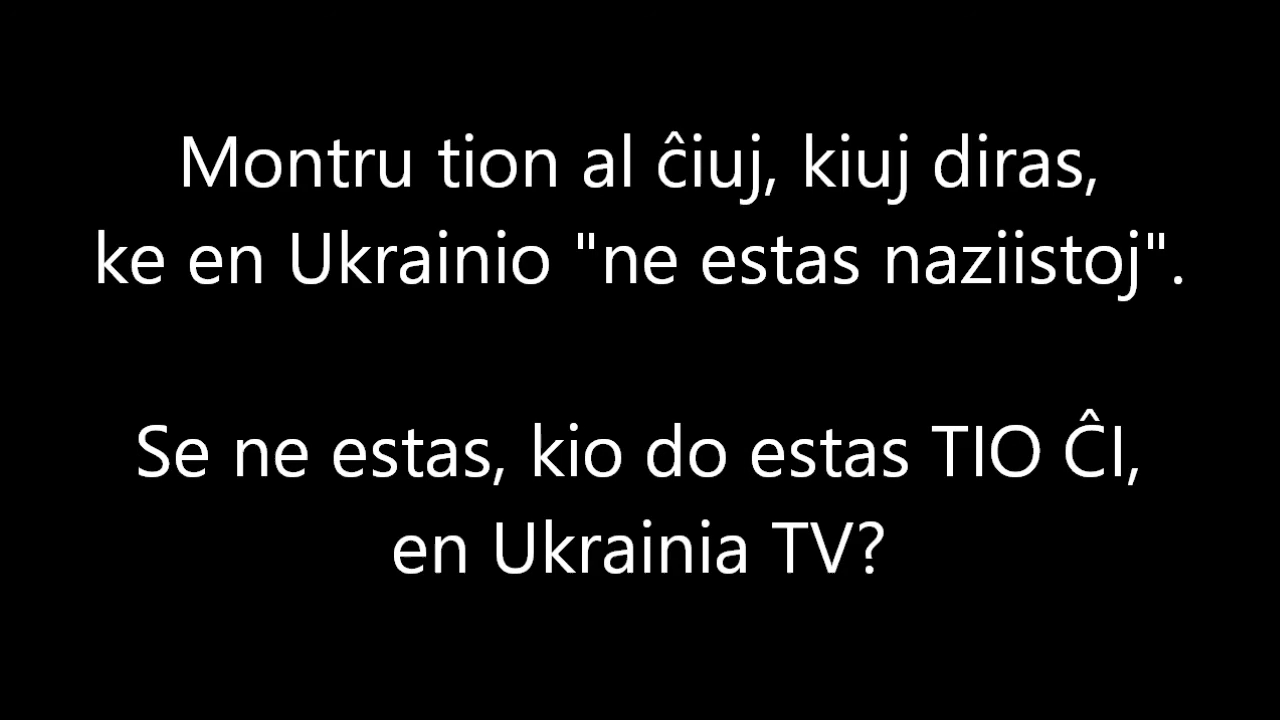 Montru tion al ĉiuj, kiuj diras,
ke en Ukrainio "ne estas naziistoj".
Se ne estas, kio do estas TIO ĈI,
en Ukrainia TV?